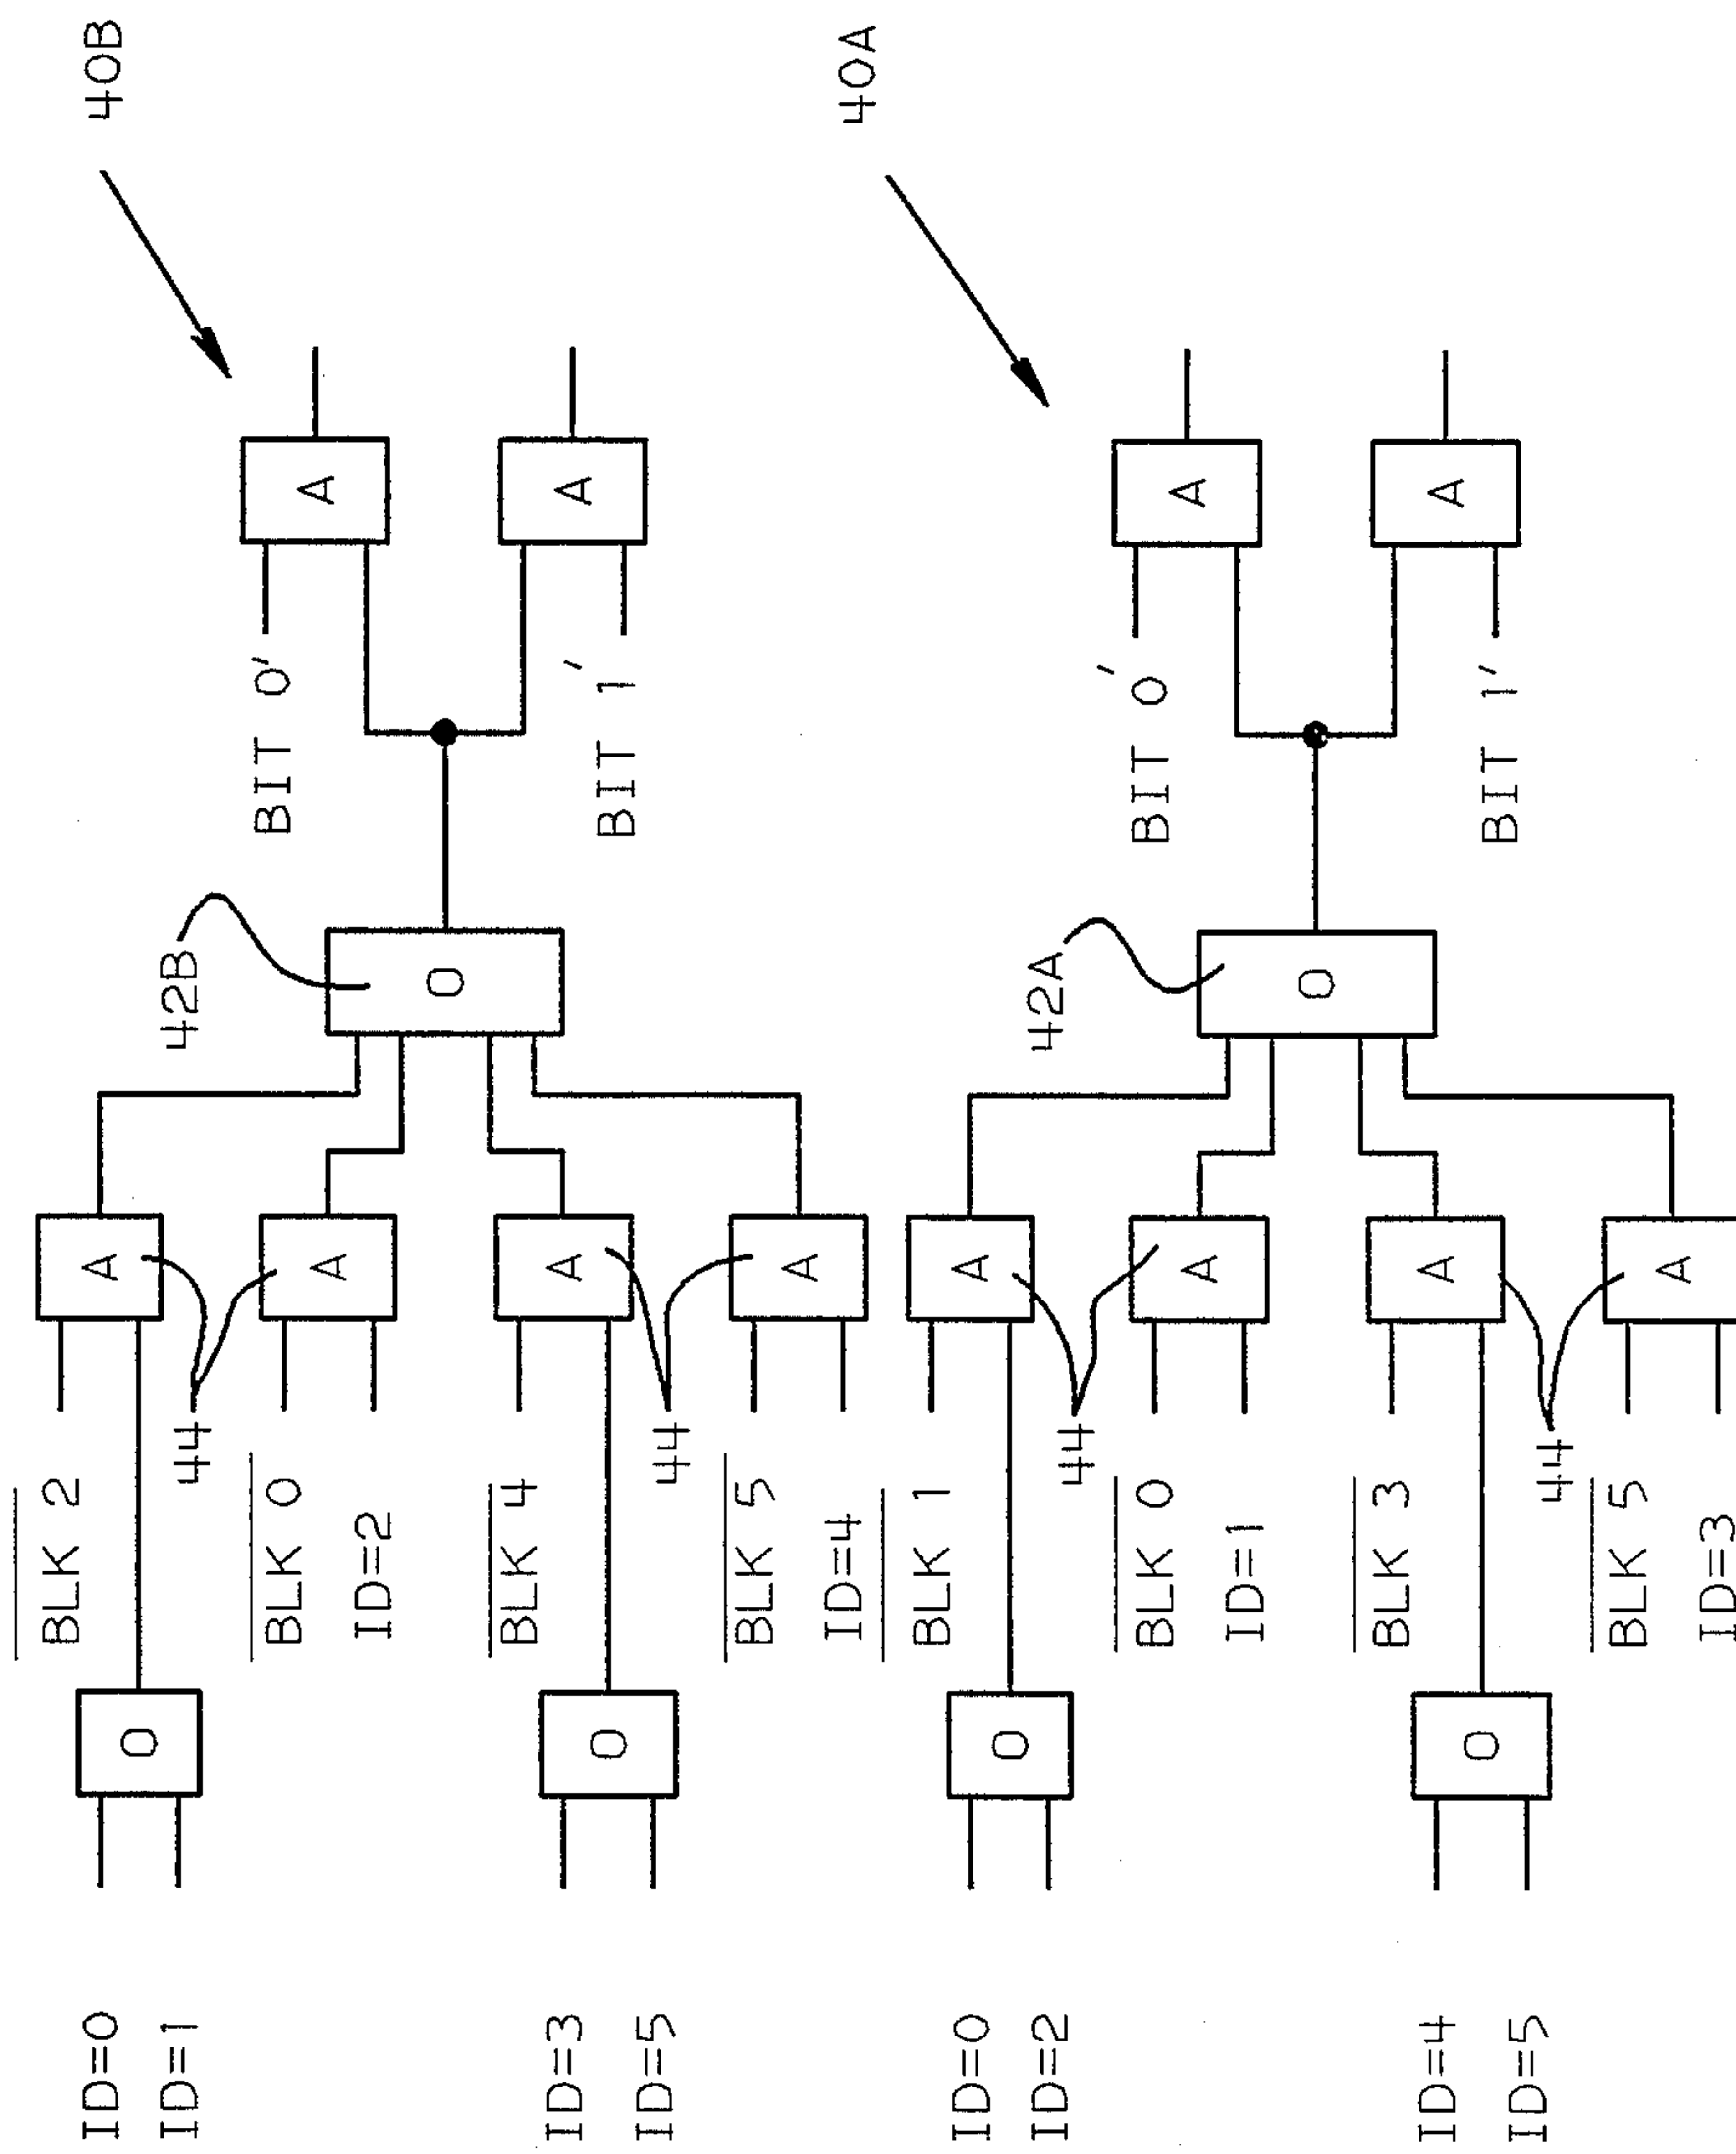 40B
BLK 2
ID=0
A
O
ID=1
42B
44
BLK 0
BIT 0'
A
A
ID=2
O
BLK 4
ID=3
A
A
O
BIT 1'
ID=5
44
BLK 5
A
ID=4
40A
BLK 1
ID=0
A
O
ID=2
42A
44
BLK 0
BIT 0'
A
A
ID=1
O
BLK 3
ID=4
A
A
O
BIT 1'
ID=5
44
BLK 5
A
ID=3